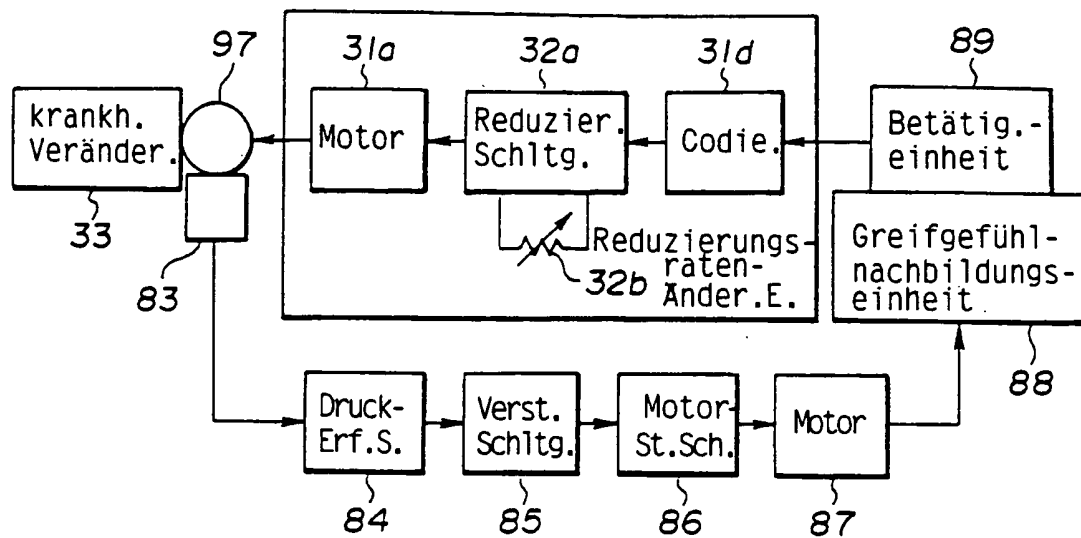 97
31a
32a
31d
89
krankh.
Veränder.
Motor
Reduzier.
Schltg.
Codie.
Betätig.-
einheit
33
83
32b
Reduzierungs-
raten-
Änder.E.
Greifgefühl-
nachbildungs-
einheit
88
Druck-
Erf.S.
Verst.
Schltg.
Motor-
St.Sch.
Motor
84
85
86
87